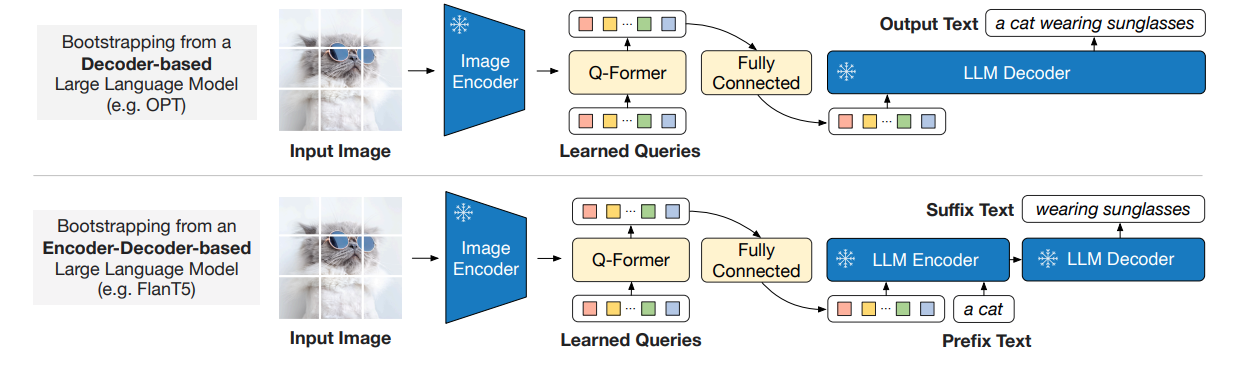 Bootstrapping from a
Decoder-based
Large Language Model
(e.g. OPT)
Input Image
Image
Encoder
...
Q-Former
...
Learned Queries
Fully
Connected
Output Text
a cat wearing sunglasses
LLM Decoder
...
Bootstrapping from an
Encoder-Decoder-based
Large Language Model
(e.g. FlanT5)
Input Image
Image
Encoder
...
Q-Former
...
Learned Queries
Fully
Connected
Suffix Text
wearing sunglasses
LLM Encoder
LLM Decoder
...
a cat
Prefix Text